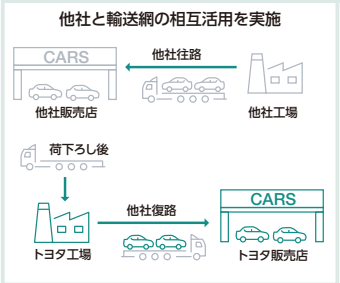 他社と輸送網の相互活用を実施
CARS
他社往路
他社販売店
他社工場
荷下ろし後
他社復路
CARS
トヨタ工場
トヨタ販売店